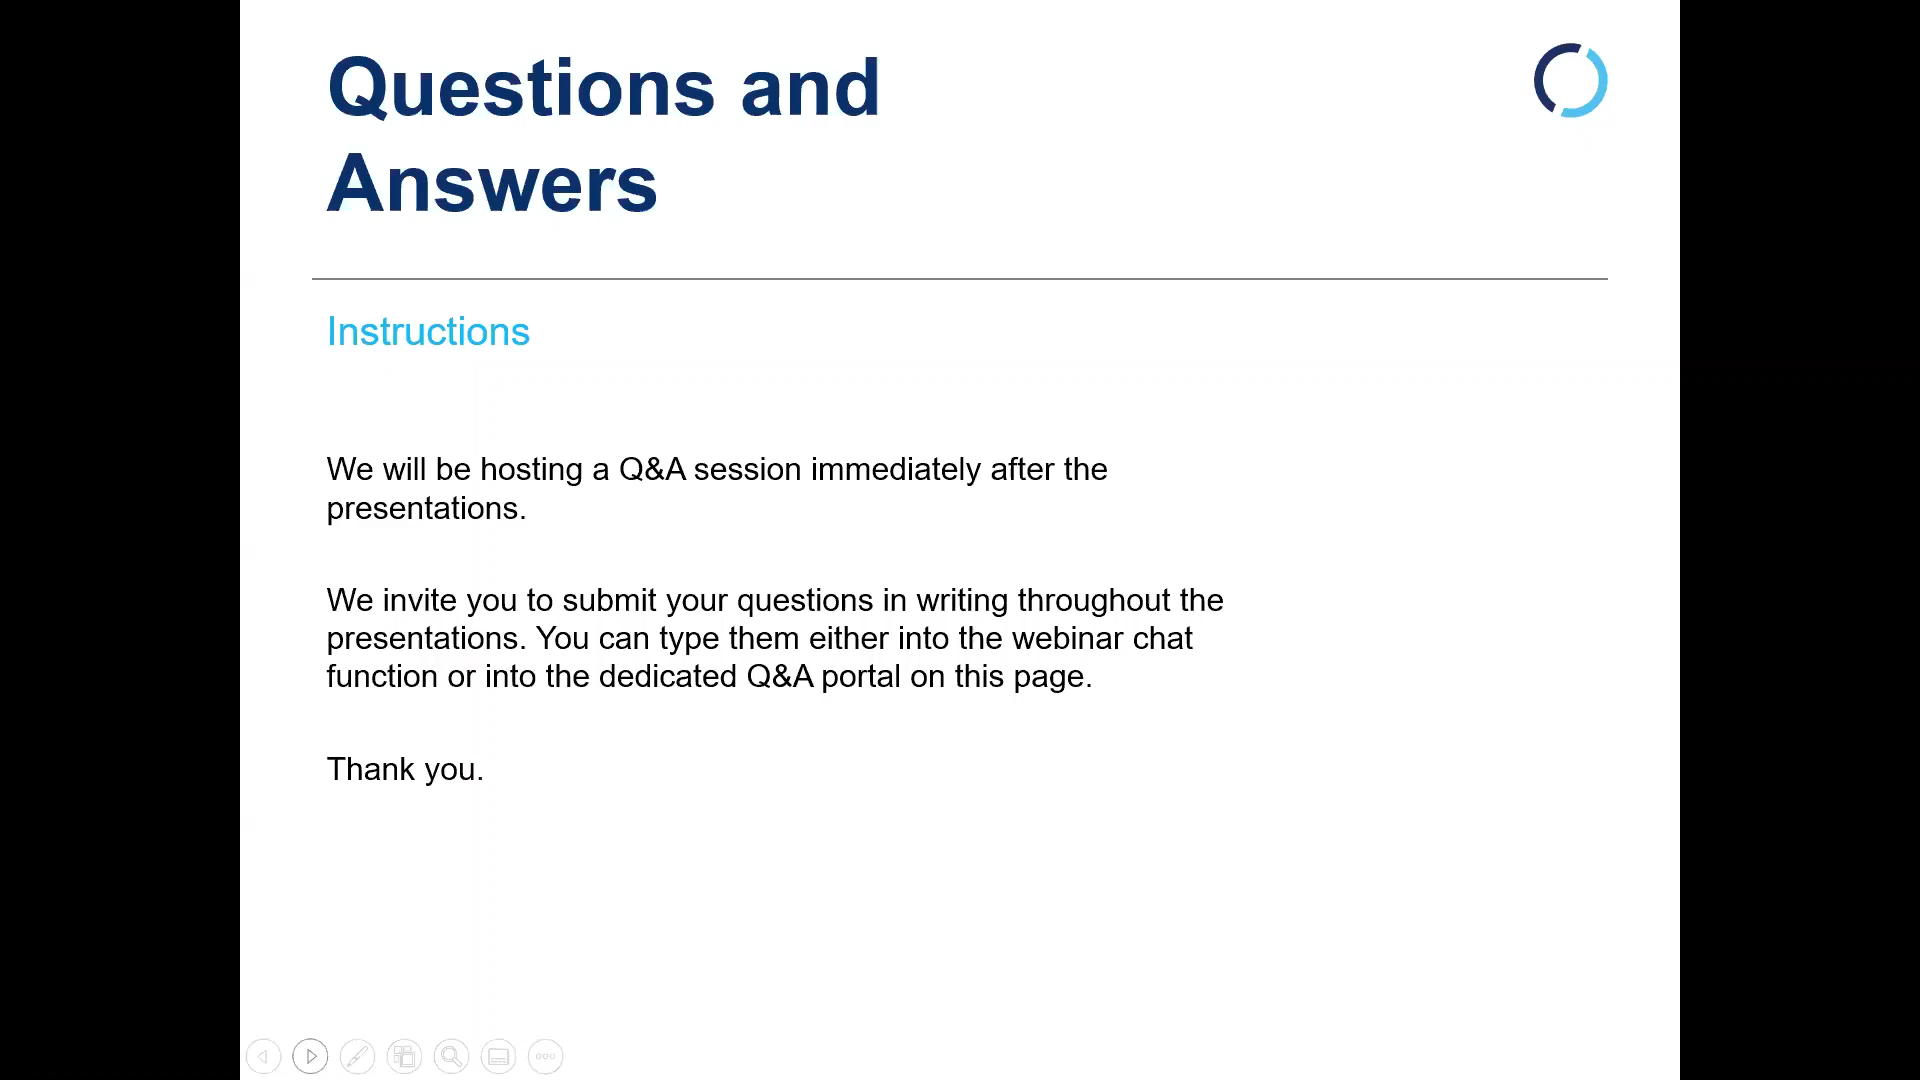 Questions and
Answers
Instructions
We will be hosting a Q&A session immediately after the
presentations.
We invite you to submit your questions in writing throughout the
presentations. You can type them either into the webinar chat
function or into the dedicated Q&A portal on this page.
Thank you.